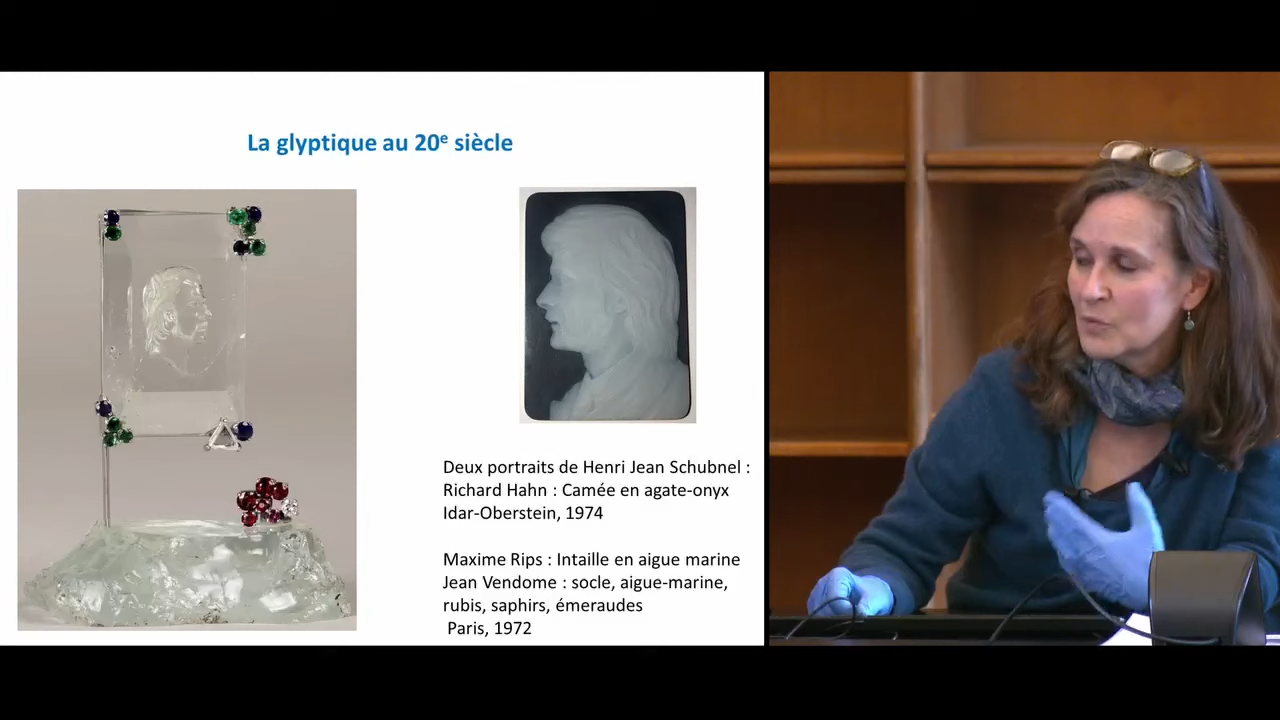 La glyptique au 20e siècle
Deux portraits de Henri Jean Schubnel :
Richard Hahn : Camée en agate-onyx
Idar-Oberstein, 1974
Maxime Rips : Intaille en aigue marine
Jean Vendome : socle, aigue-marine,
rubis, saphirs, émeraudes
Paris, 1972